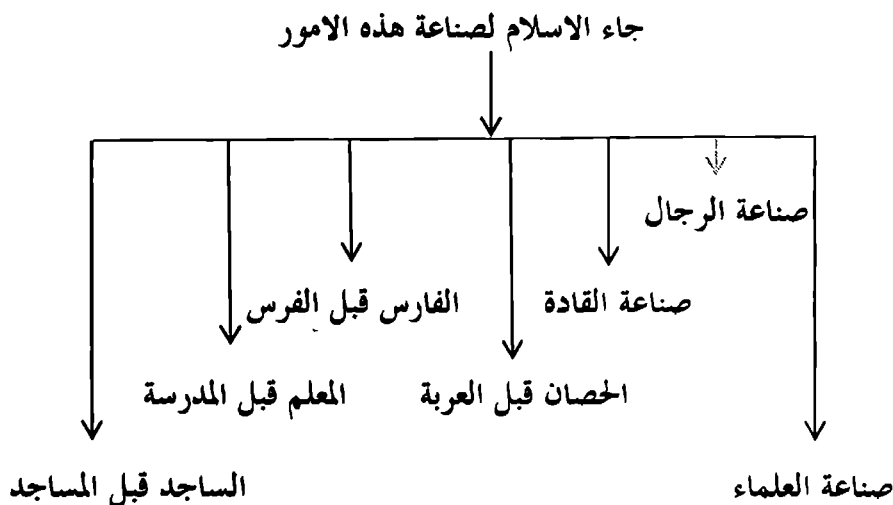 جاء الاسلام لصناعة هذه الامور
صناعة الرجال
صناعة القادة
الفارس قبل الفرس
الحصان قبل العربة
المعلم قبل المدرسة
صناعة العلماء
الساجد قبل المساجد